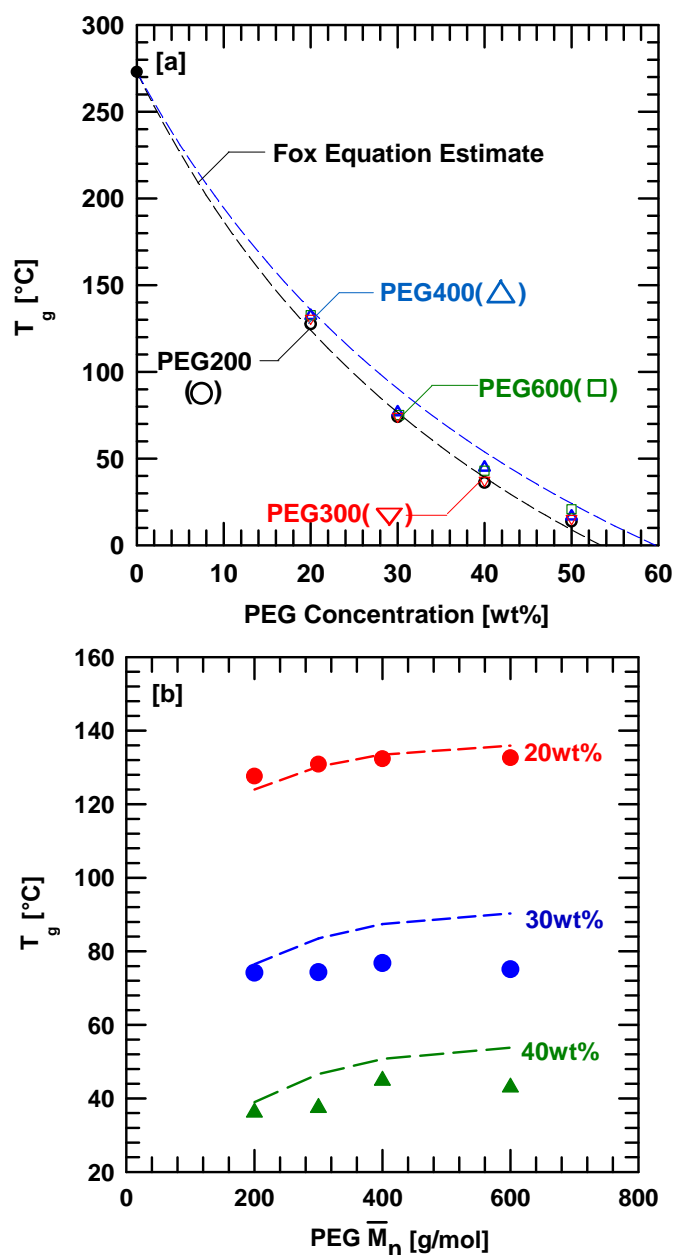 [a]
300
250
200
150
100
50
0
T g [°C]
Fox Equation Estimate
PEG400(△)
PEG200
(○)
PEG600(□)
PEG300(▽)
0 10 20 30 40 50 60
PEG Concentration [wt%]
[b]
160
140
120
100
80
60
40
20
T g [°C]
20wt%
30wt%
40wt%
0 200 400 600 800
PEG M̅n [g/mol]